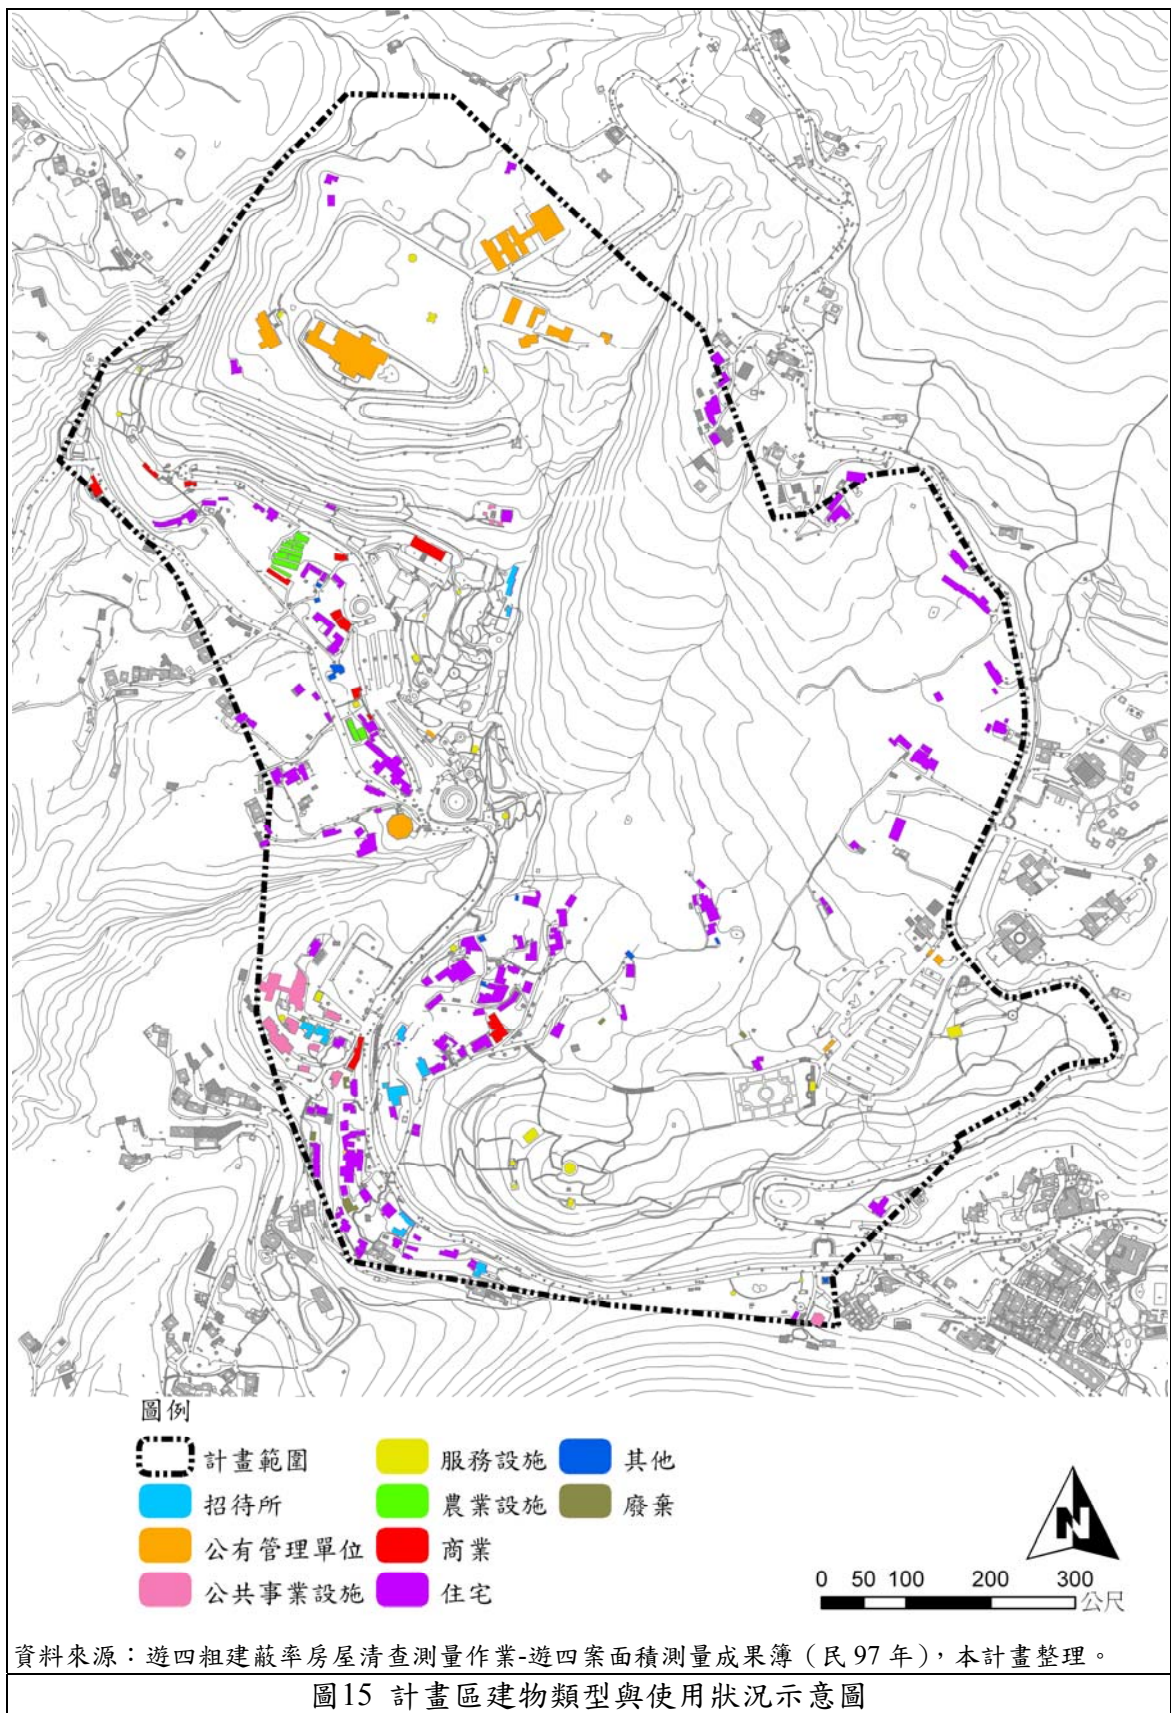 圖例
計畫範圍
招待所
公有管理單位
公共事業設施
服務設施
農業設施
商業
住宅
其他
廢棄
N
0 50 100 200 300
公尺
資料來源：遊四粗建蔽率房屋清查測量作業-遊四案面積測量成果簿（民 97 年），本計畫整理。
圖15 計畫區建物類型與使用狀況示意圖